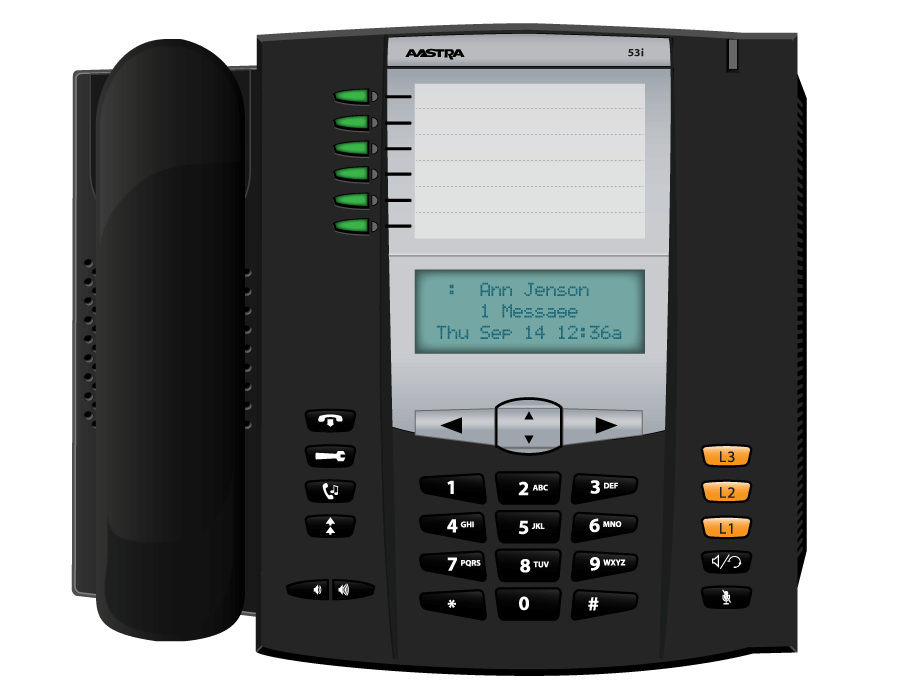 AASTRA 53i
: Ann Jenson
1 Message
Thu Sep 14 12:36a
L3
1 2 ABC 3 DEF
L2
4 GHI 5 JKL 6 MNO
L1
7 PQRS 8 TUV 9 WXYZ
* 0 #